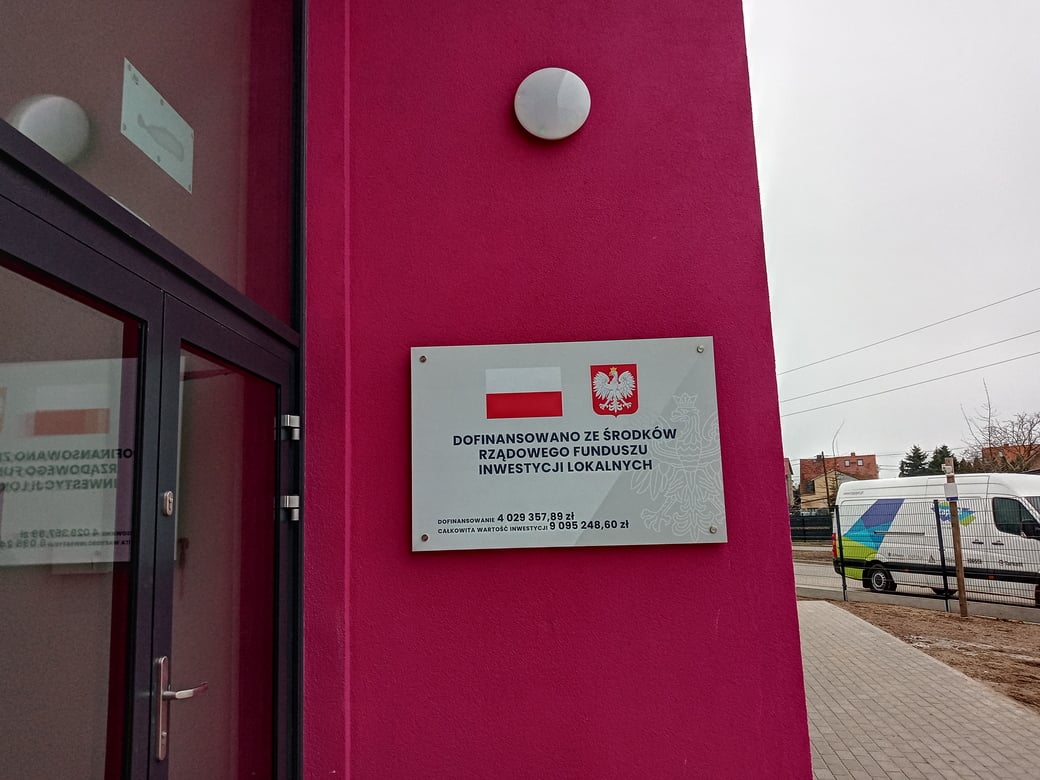 DOFINANSOWANO ZE ŚRODKÓW
RZĄDOWEGO FUNDUSZU
INWESTYCJI LOKALNYCH
DOFINANSOWANIE 4 029 357,89 zł
CAŁKOWITA WARTOŚĆ INWESTYCJI 9 095 248,60 zł